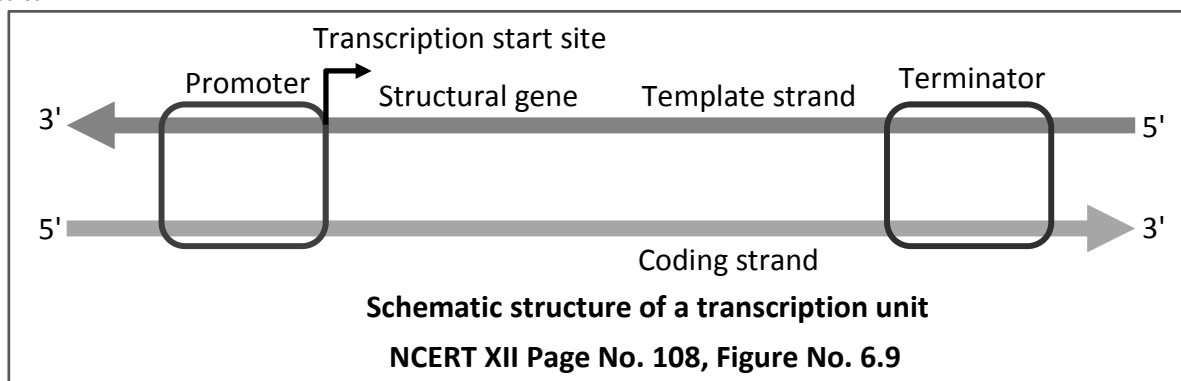 Transcription start site
Promoter
Structural gene
Template strand
Terminator
3'
5'
5'
3'
Coding strand
Schematic structure of a transcription unit
NCERT XII Page No. 108, Figure No. 6.9